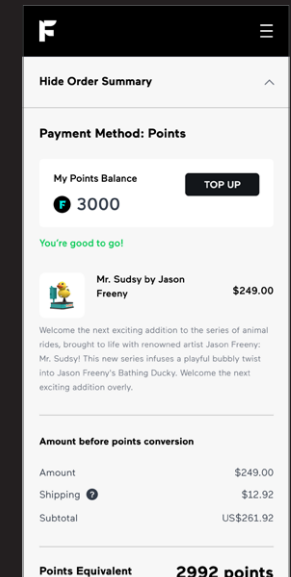 F
Hide Order Summary
Payment Method: Points
My Points Balance
TOP UP
F 3000
You're good to go!
Mr. Sudsy by Jason
Freeny
$249.00
Welcome the next exciting addition to the series of animal
rides, brought to life with renowned artist Jason Freeny:
Mr. Sudsy! This new series infuses a playful bubbly twist
into Jason Freeny's Bathing Ducky. Welcome the next
exciting addition overly.
Amount before points conversion
Amount $249.00
Shipping ? $12.92
Subtotal US$261.92
Points Equivalent 2992 points